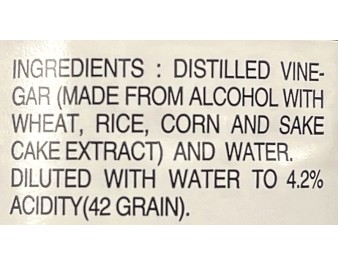 INGREDIENTS : DISTILLED VINE-
GAR (MADE FROM ALCOHOL WITH
WHEAT, RICE, CORN AND SAKE
CAKE EXTRACT) AND WATER.
DILUTED WITH WATER TO 4.2%
ACIDITY(42 GRAIN).